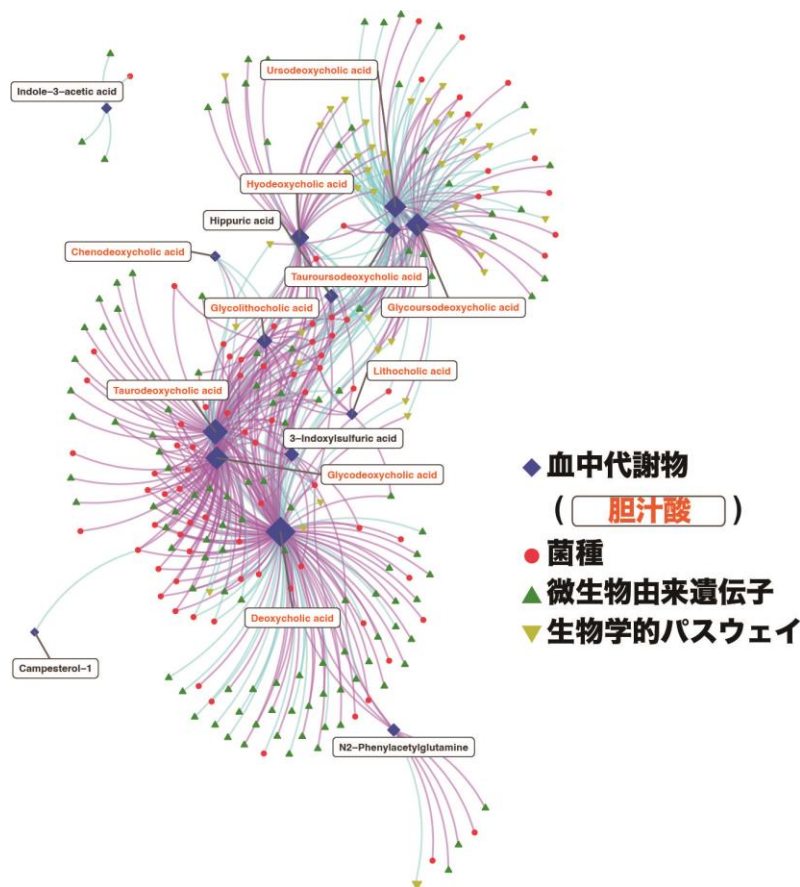 Ursodeoxycholic acid
Indole-3-acetic acid
Hyodeoxycholic acid
Hippuric acid
Chenodeoxycholic acid
Tauroursodeoxycholic acid
Glycolithocholic acid
Glycoursodeoxycholic acid
Lithocholic acid
Taurodeoxycholic acid
3-Indoxylsulfuric acid
Glycodeoxycholic acid
Deoxycholic acid
Campesterol-1
N2-Phenylacetylglutamine
血中代謝物
(胆汁酸)
菌種
微生物由来遺伝子
生物学的パスウェイ